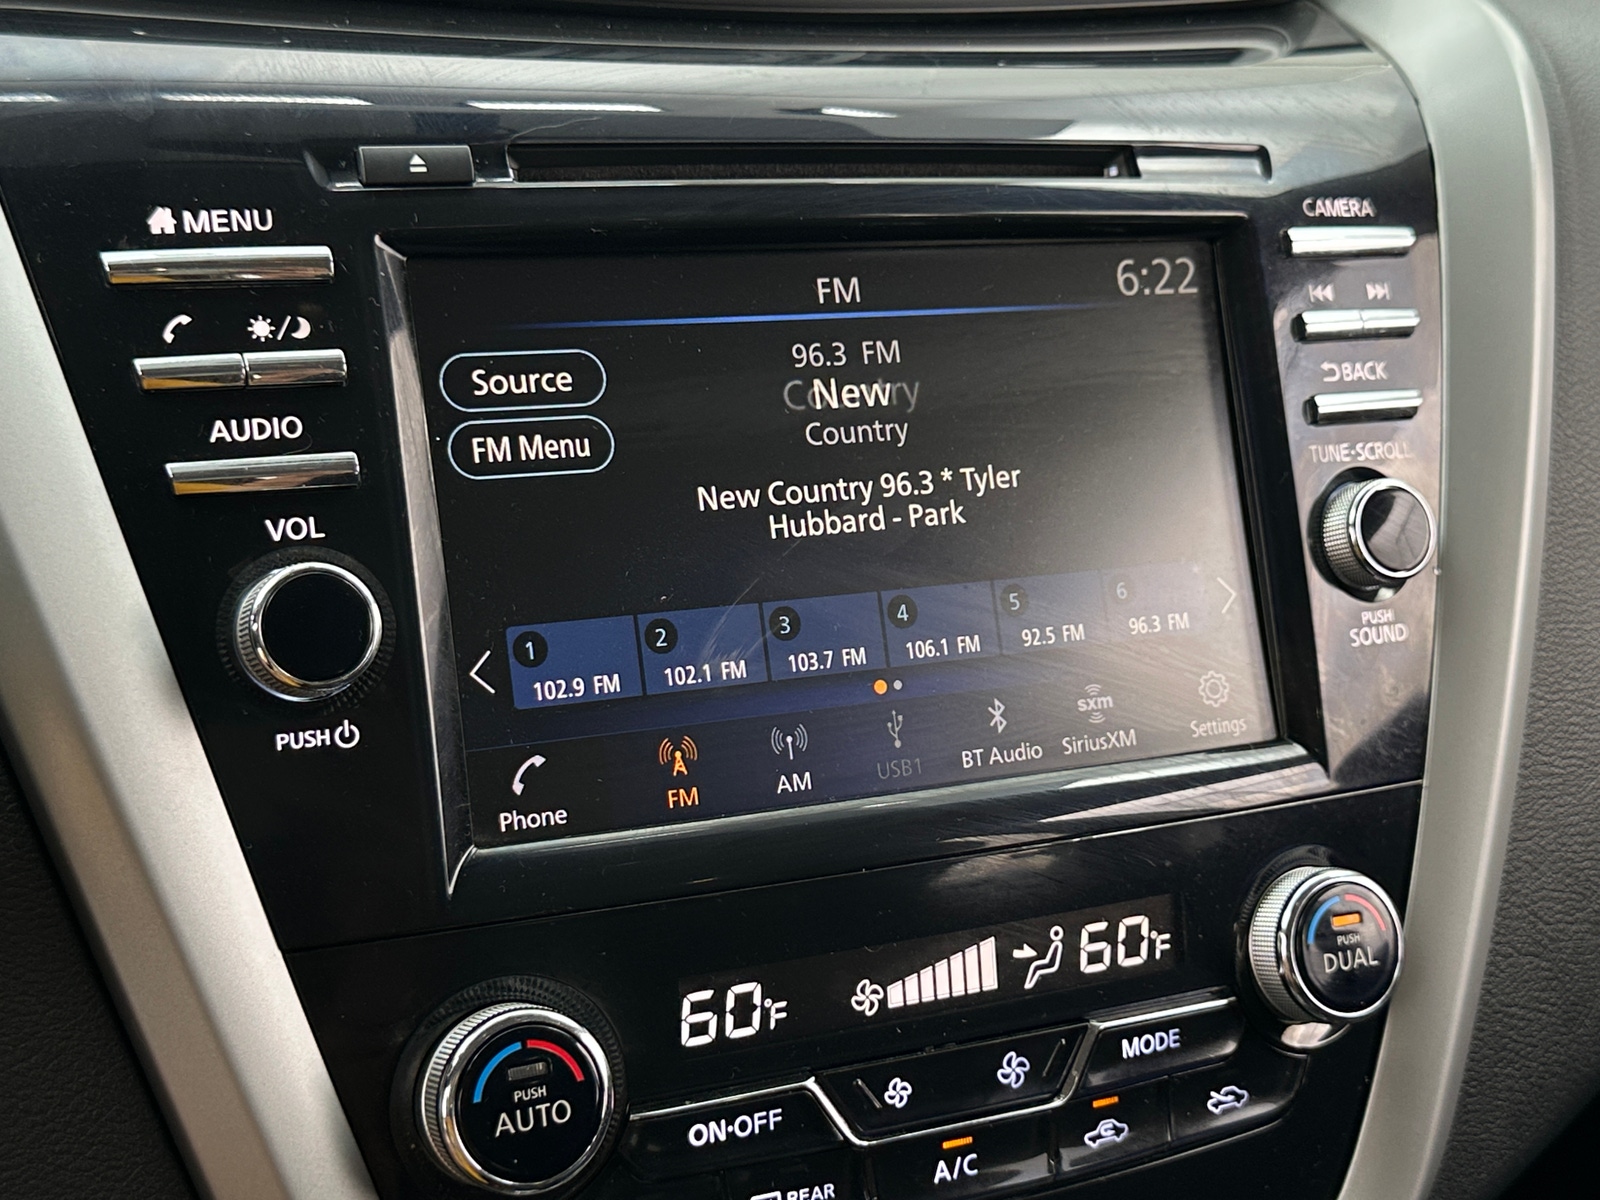 MENU
CAMERA
AUDIO
VOL
PUSH
BACK
TUNE·SCROLL
PUSH
SOUND
FM
6:22
Source
FM Menu
96.3 FM
New
Country
New Country 96.3 * Tyler
Hubbard - Park
1
102.9 FM
2
102.1 FM
3
103.7 FM
4
106.1 FM
5
92.5 FM
6
96.3 FM
Phone
FM
AM
USB1
BT Audio
sxm
SiriusXM
Settings
60°F
60°F
PUSH
AUTO
PUSH
DUAL
ON·OFF
MODE
A/C
REAR